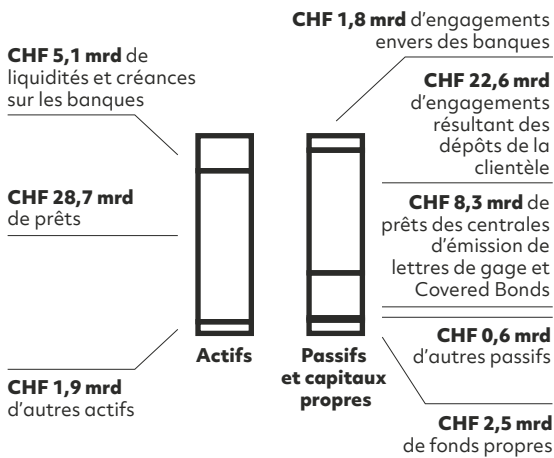 CHF 5,1 mrd de
liquidités et créances
sur les banques
CHF 28,7 mrd
de prêts
CHF 1,9 mrd
d’autres actifs
Actifs
Passifs
et capitaux
propres
CHF 1,8 mrd d’engagements
envers des banques
CHF 22,6 mrd
d’engagements
résultant des
dépôts de la
clientèle
CHF 8,3 mrd de
prêts des centrales
d’émission de
lettres de gage et
Covered Bonds
CHF 0,6 mrd
d’autres passifs
CHF 2,5 mrd
de fonds propres